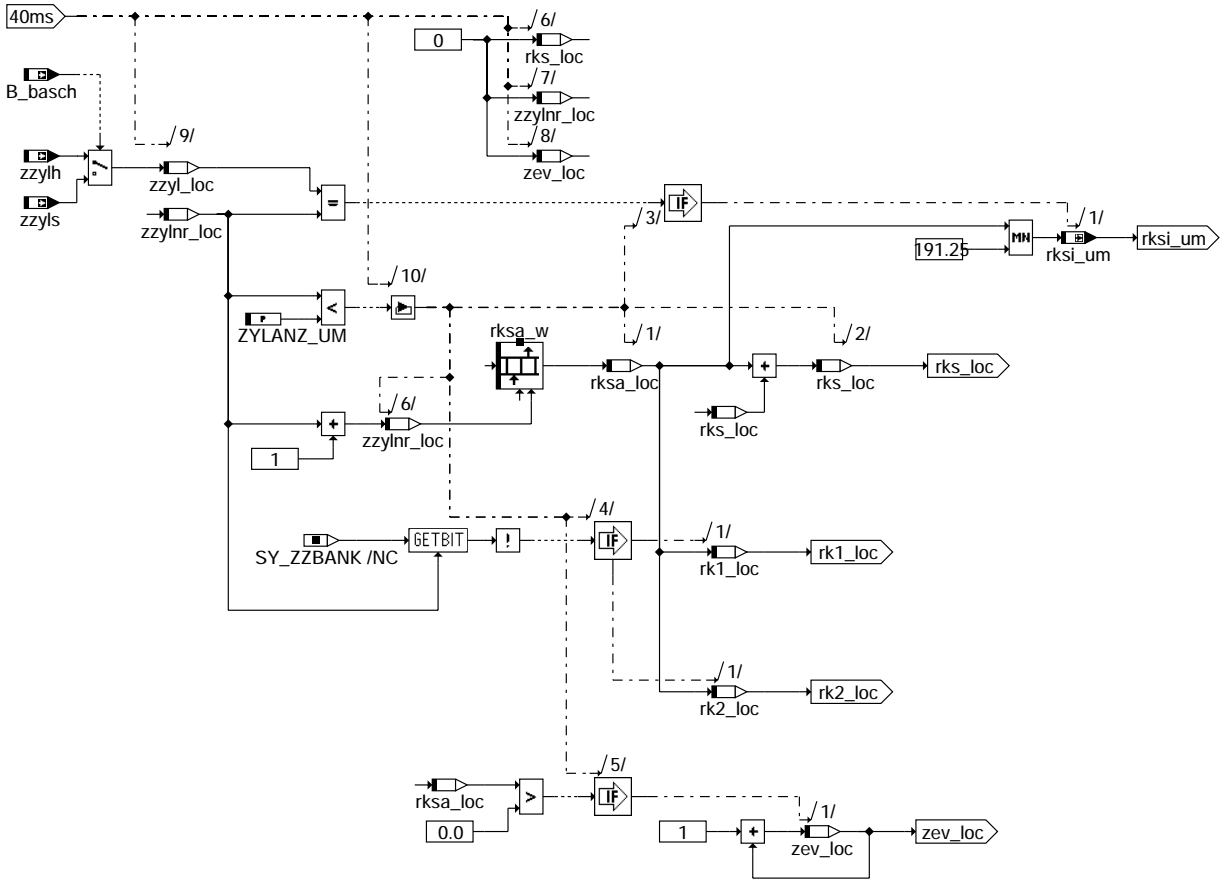 40ms
/6/
0
rks_loc
/7/
B_basch
zzylnr_loc
/9/
/8/
zzylh
zzyl_loc
zev_loc
zzyls
=
IF
/3/
/1/
zzylnr_loc
MN
rksi_um
191.25
rksi_um
/10/
<
P
ZYLANZ_UM
rksa_w
/1/
/2/
rksa_loc
+
rks_loc
rks_loc
/6/
+
zzylnr_loc
rks_loc
1
/4/
GETBIT
!
IF
/1/
SY_ZZBANK /NC
rk1_loc
rk1_loc
/1/
rk2_loc
rk2_loc
/5/
rksa_loc
>
IF
/1/
0.0
1
+
zev_loc
zev_loc